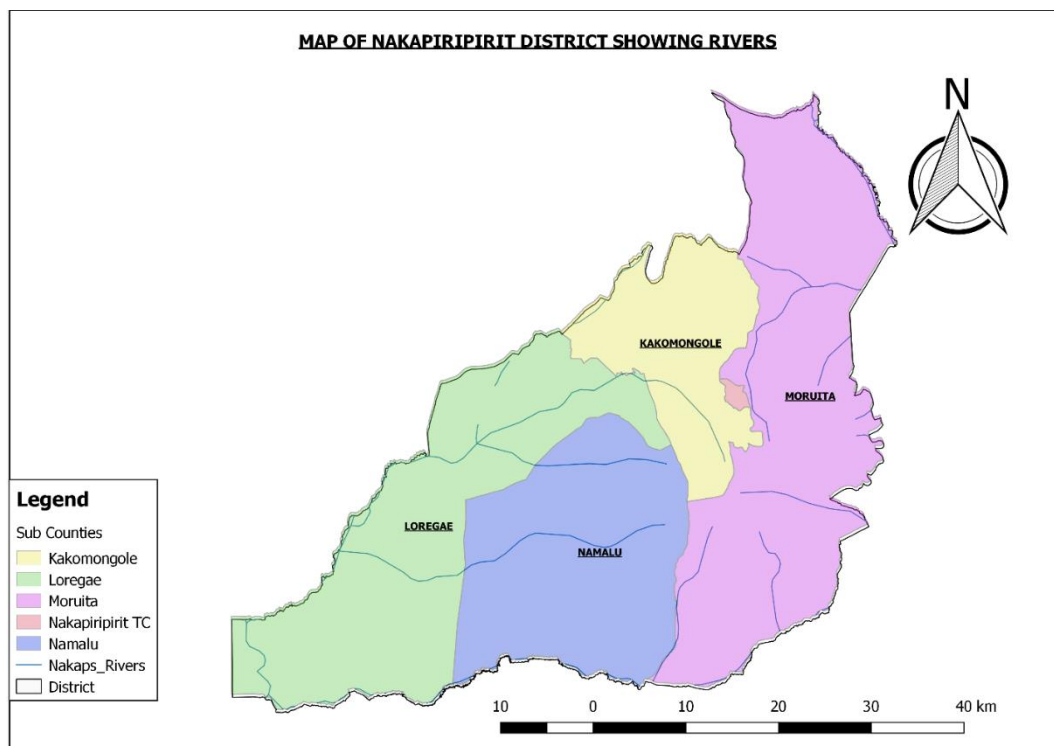 MAP OF NAKAPIRIPIRIT DISTRICT SHOWING RIVERS
N
KAKOMONGOLE
MORUITA
LOREGAE
NAMALU
Legend
Sub Counties
Kakomongole
Loregae
Moruita
Nakapiripirit TC
Namalu
Nakaps_Rivers
District
10 0 10 20 30 40 km